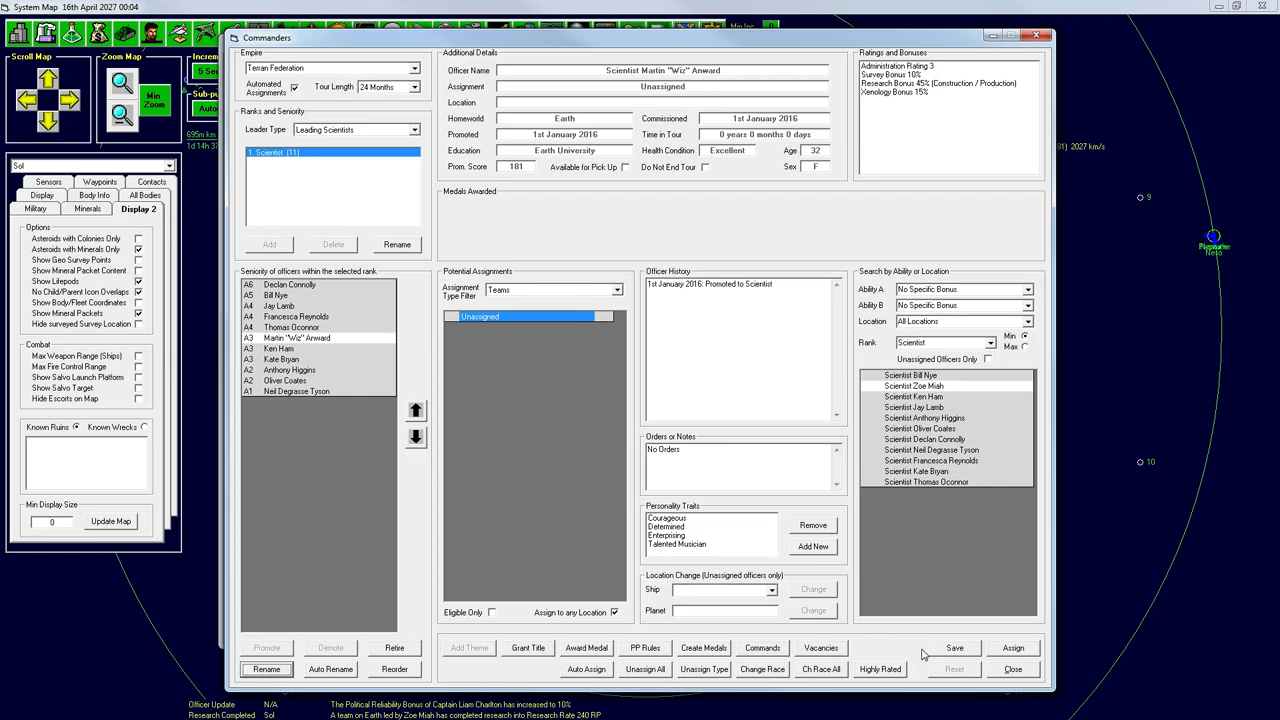 System Map  16th April 2027 00:04
Scroll Map
Zoom Map
Min Zoom
5 Se
Sub-pu
Auto
695m km
Sol
Sensors
Waypoints
Contacts
Display
Body Info
All Bodies
Military
Minerals
Display 2
Options
Asteroids with Colonies Only
Asteroids with Minerals Only
Show Geo Survey Points
Show Mineral Packet Content
Show Lifepods
No Child/Parent Icon Overlaps
Show Body/Fleet Coordinates
Show Mineral Packets
Hide surveyed Survey Location
Combat
Max Weapon Range (Ships)
Max Fire Control Range
Show Salvo Launch Platform
Show Salvo Target
Hide Escorts on Map
Known Ruins
Known Wrecks
Min Display Size
0
Update Map
Commanders
Empire
Terran Federation
Automated Assignments
Tour Length
24 Months
Ranks and Seniority
Leader Type
Leading Scientists
1 Scientist (11)
Add
Delete
Rename
Additional Details
Officer Name
Scientist Martin "Wiz" Anward
Assignment
Unassigned
Location
Homeworld
Earth
Commissioned
1st January 2016
Promoted
1st January 2016
Time in Tour
0 years 0 months 0 days
Education
Earth University
Health Condition
Excellent
Age
32
Prom. Score
181
Available for Pick Up
Do Not End Tour
Sex
F
Medals Awarded
Ratings and Bonuses
Administration Rating 3
Survey Bonus 10%
Research Bonus 45% (Construction / Production)
Xenology Bonus 15%
Seniority of officers within the selected rank
A6 Declan Connolly
A5 Bill Nye
A4 Jay Lamb
A4 Francesca Reynolds
A4 Thomas Oconnor
A3 Martin "Wiz" Anward
A3 Ken Ham
A3 Kate Bryan
A2 Anthony Higgins
A2 Oliver Coates
A1 Neil Degrasse Tyson
Potential Assignments
Assignment Type Filter
Teams
Unassigned
Eligible Only
Assign to any Location
Officer History
1st January 2016: Promoted to Scientist
Orders or Notes
No Orders
Personality Traits
Courageous
Determined
Enterprising
Talented Musician
Remove
Add New
Location Change (Unassigned officers only)
Ship
Change
Planet
Change
Search by Ability or Location
Ability A
No Specific Bonus
Ability B
No Specific Bonus
Location
All Locations
Rank
Scientist
Min
Max
Unassigned Officers Only
Scientist Bill Nye
Scientist Zoe Miah
Scientist Ken Ham
Scientist Jay Lamb
Scientist Anthony Higgins
Scientist Oliver Coates
Scientist Declan Connolly
Scientist Neil Degrasse Tyson
Scientist Francesca Reynolds
Scientist Kate Bryan
Scientist Thomas Oconnor
Promote
Demote
Retire
Add Theme
Grant Title
Award Medal
PP Rules
Create Medals
Commands
Vacancies
Save
Assign
Rename
Auto Rename
Reorder
Auto Assign
Unassign All
Unassign Type
Change Race
Ch Race All
Highly Rated
Reset
Close
2027 km/s
9
Neso
10
Officer Update N/A The Political Reliability Bonus of Captain Liam Charlton has increased to 10%
Research Completed Sol A team on Earth led by Zoe Miah has completed research into Research Rate 240 RP